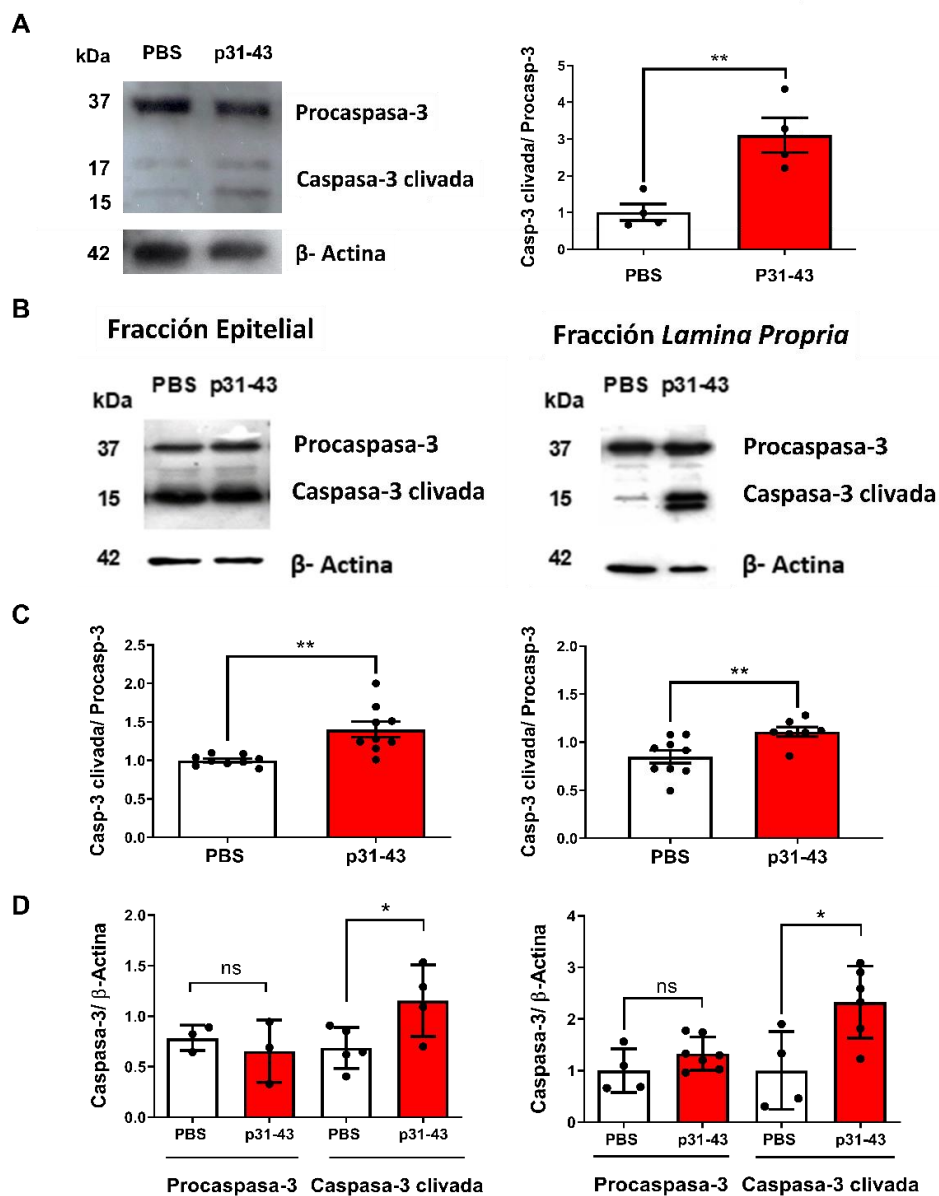 A
kDa PBS p31-43
37 Procaspasa-3
17
Caspasa-3 clivada
15
42 β- Actina
Casp-3 clivada/ Procasp-3
5
4
3
2
1
0
**
PBS P31-43
B
Fracción Epitelial
PBS p31-43
kDa
37 Procaspasa-3
15 Caspasa-3 clivada
42 β- Actina
Fracción Lamina Propria
PBS p31-43
kDa
37 Procaspasa-3
15 Caspasa-3 clivada
42 β- Actina
C
Casp-3 clivada/ Procasp-3
2.5
2.0
1.5
1.0
0.5
0.0
**
PBS p31-43
Casp-3 clivada/ Procasp-3
2.0
1.5
1.0
0.5
0.0
**
PBS p31-43
D
Caspasa-3/ β-Actina
2.0
1.5
1.0
0.5
0.0
ns *
PBS p31-43 PBS p31-43
Procaspasa-3 Caspasa-3 clivada
Caspasa-3/ β-Actina
4
3
2
1
0
ns *
PBS p31-43 PBS p31-43
Procaspasa-3 Caspasa-3 clivada